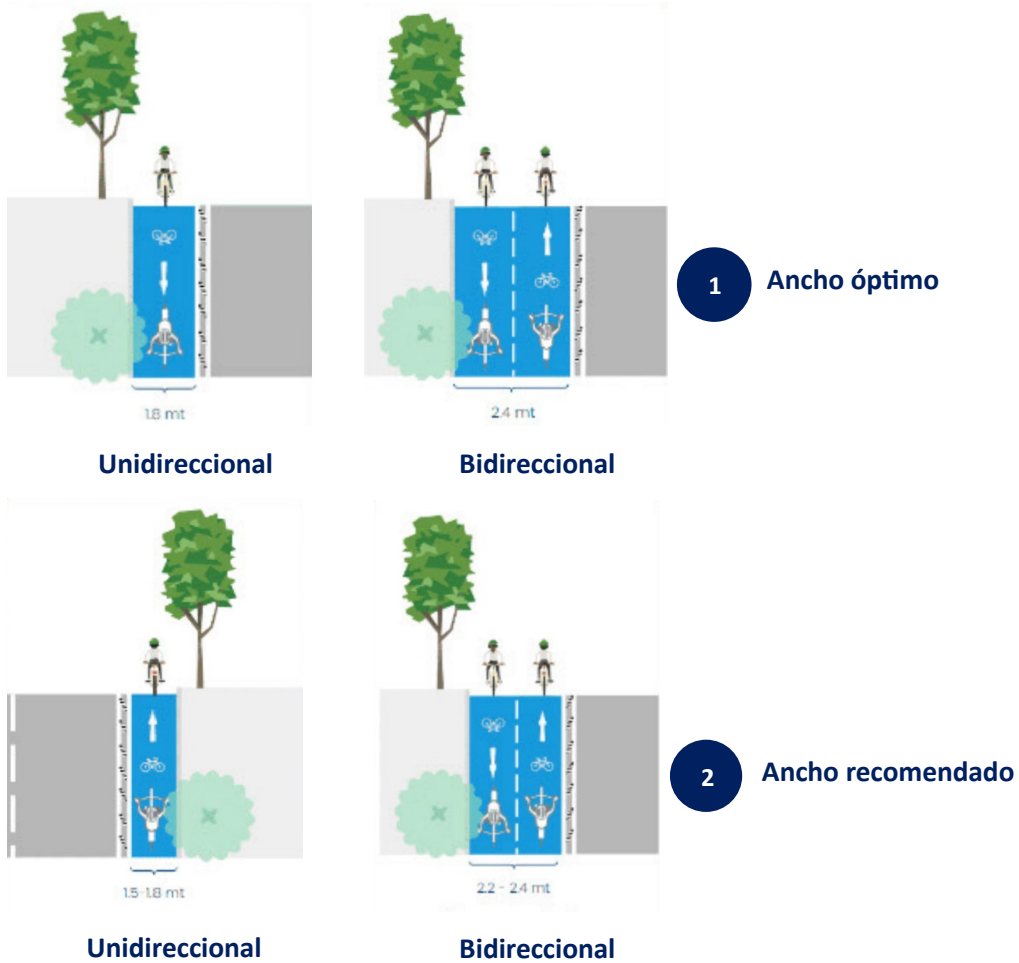 1.8 mt
2.4 mt
1 Ancho óptimo
Unidireccional
Bidireccional
1.5-1.8 mt
2.2 - 2.4 mt
2 Ancho recomendado
Unidireccional
Bidireccional